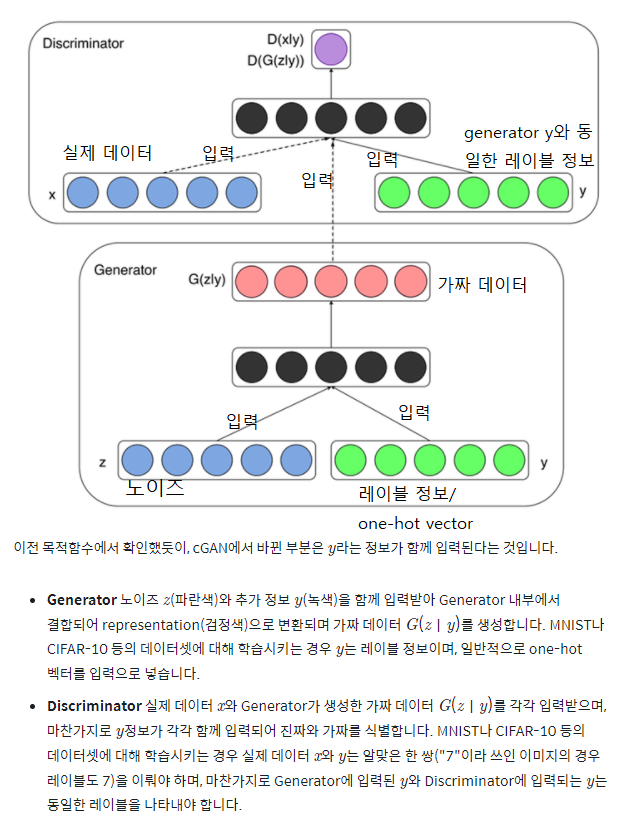 Discriminator
D(x|y)
D(G(z|y))
실제 데이터
입력
입력
입력
generator y와 동
일한 레이블 정보
x
y
Generator
G(z|y)
가짜 데이터
입력
입력
z
y
노이즈
레이블 정보/
one-hot vector
이전 목적함수에서 확인했듯이, cGAN에서 바뀐 부분은 y라는 정보가 함께 입력된다는 것입니다.
• Generator 노이즈 z(파란색)와 추가 정보 y(녹색)을 함께 입력받아 Generator 내부에서
결합되어 representation(검정색)으로 변환되며 가짜 데이터 G(z | y)를 생성합니다. MNIST나
CIFAR-10 등의 데이터셋에 대해 학습시키는 경우 y는 레이블 정보이며, 일반적으로 one-hot
벡터를 입력으로 넣습니다.
• Discriminator 실제 데이터 x와 Generator가 생성한 가짜 데이터 G(z | y)를 각각 입력받으며,
마찬가지로 y정보가 각각 함께 입력되어 진짜와 가짜를 식별합니다. MNIST나 CIFAR-10 등의
데이터셋에 대해 학습시키는 경우 실제 데이터 x와 y는 알맞은 한 쌍("7"이라 쓰인 이미지의 경우
레이블도 7)을 이뤄야 하며, 마찬가지로 Generator에 입력된 y와 Discriminator에 입력되는 y는
동일한 레이블을 나타내야 합니다.